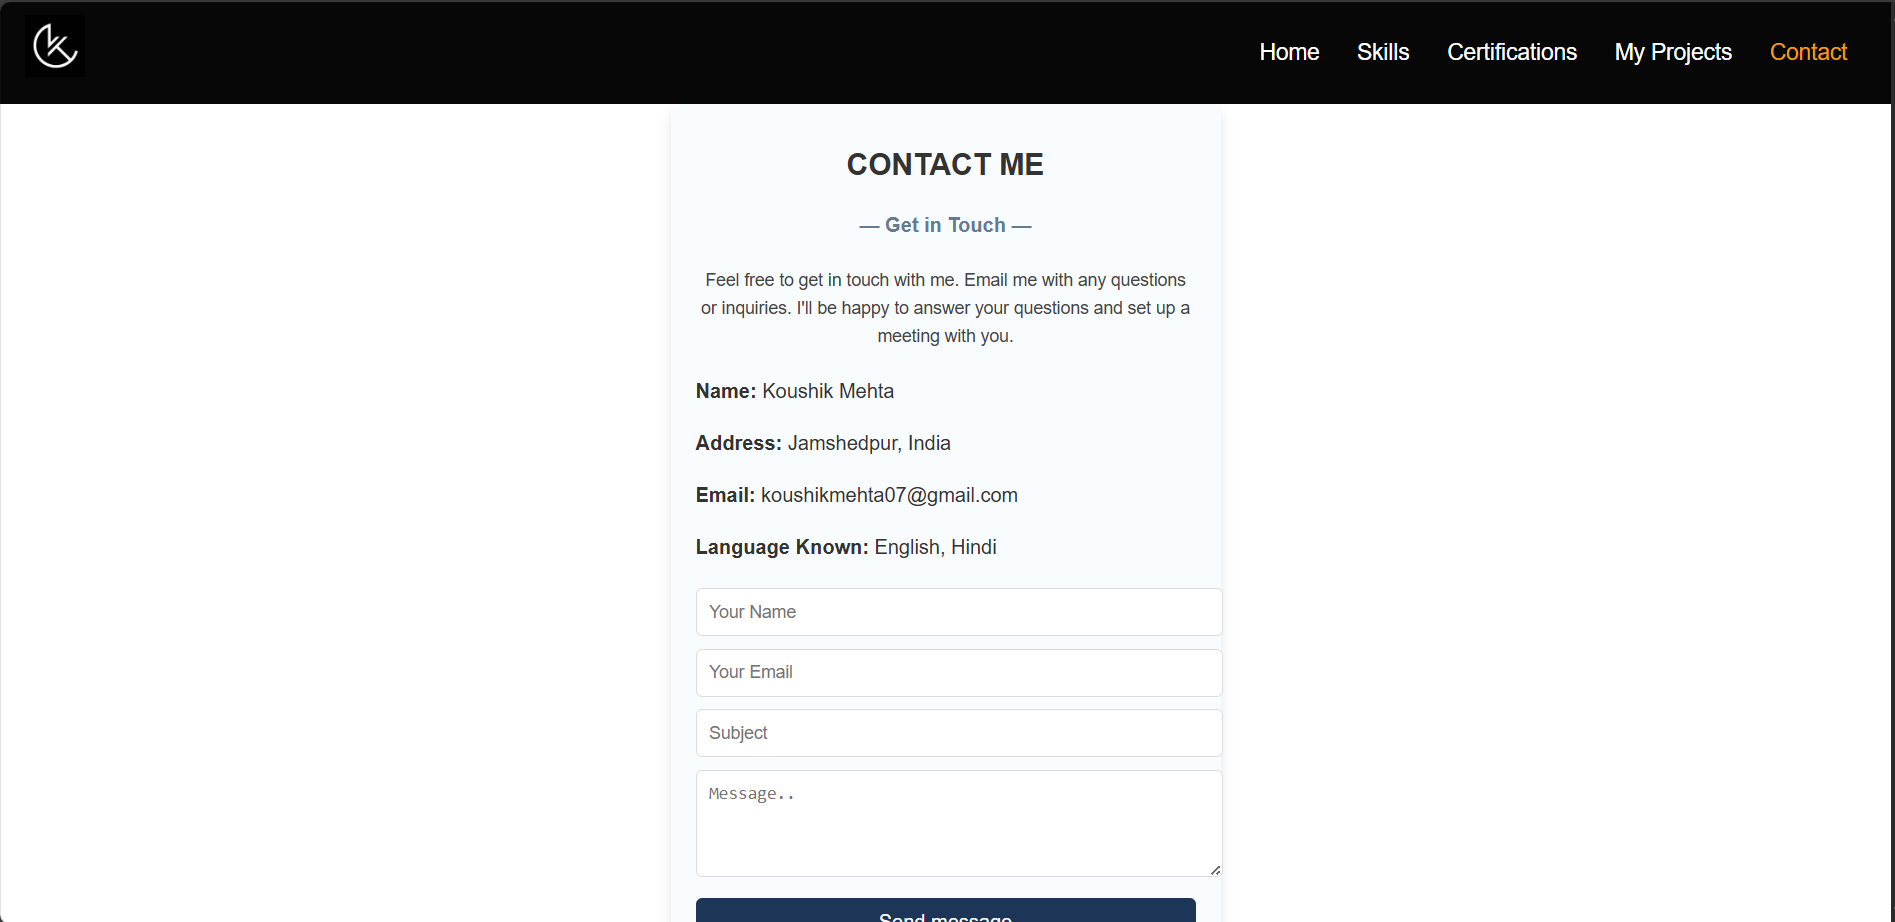 Home Skills Certifications My Projects Contact
CONTACT ME
— Get in Touch —
Feel free to get in touch with me. Email me with any questions
or inquiries. I'll be happy to answer your questions and set up a
meeting with you.
Name: Koushik Mehta
Address: Jamshedpur, India
Email: koushikmehta07@gmail.com
Language Known: English, Hindi
Your Name
Your Email
Subject
Message..
Send message